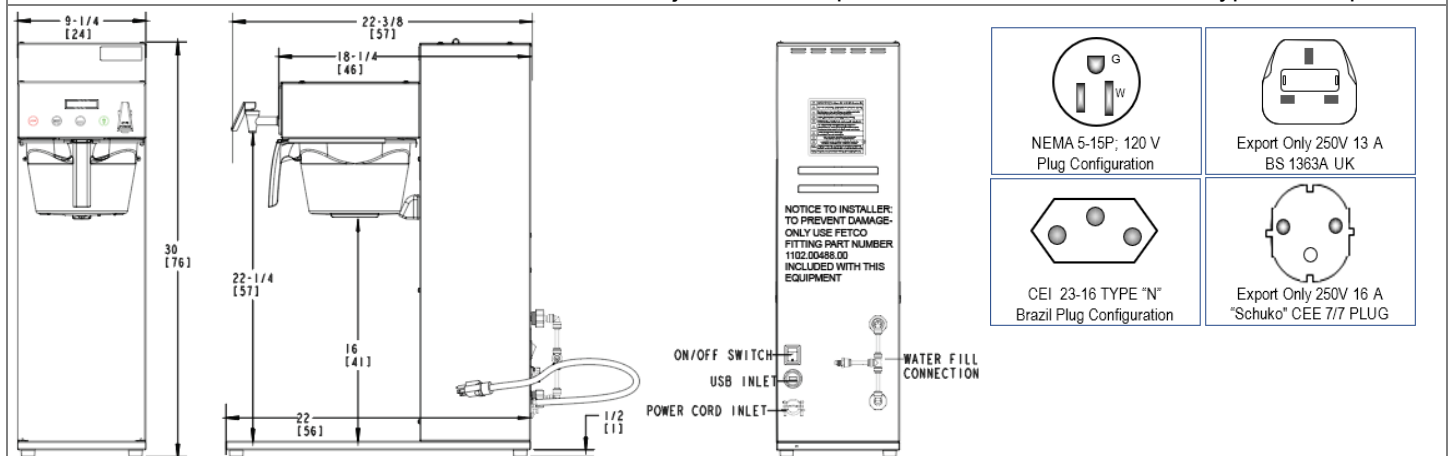 9-1/4
[24]
22-3/8
[57]
18-1/4
[46]
30
[76]
22-1/4
[57]
16
[41]
22
[56]
1/2
[1]
NOTICE TO INSTALLER:
TO PREVENT DAMAGE-
ONLY USE FETCO
FITTING PART NUMBER
1102.00488.00
INCLUDED WITH THIS
EQUIPMENT
ON/OFF SWITCH
USB INLET
POWER CORD INLET
WATER FILL
CONNECTION
G
W
NEMA 5-15P; 120 V
Plug Configuration
Export Only 250V 13 A
BS 1363A UK
CEI 23-16 TYPE “N”
Brazil Plug Configuration
Export Only 250V 16 A
"Schuko" CEE 7/7 PLUG